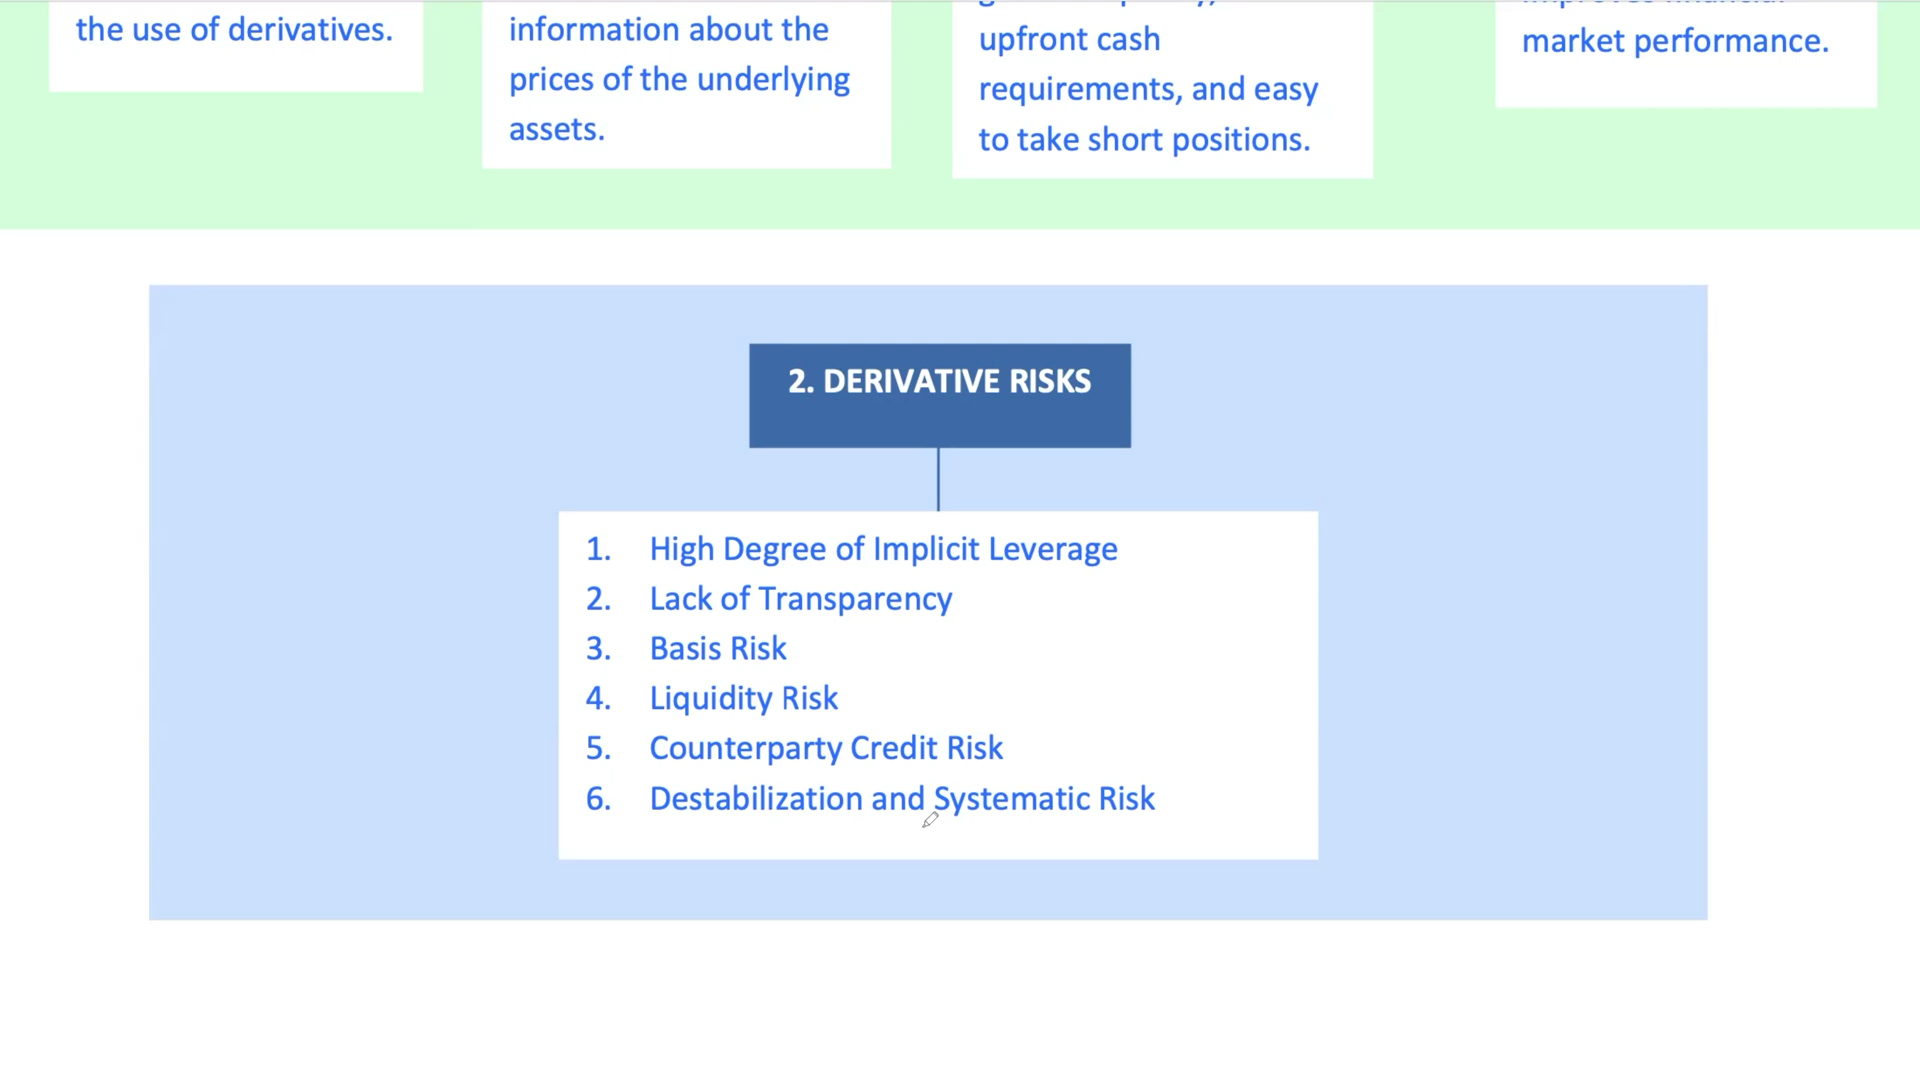 the use of derivatives.
information about the
prices of the underlying
assets.
upfront cash
requirements, and easy
to take short positions.
market performance.
2. DERIVATIVE RISKS
1. High Degree of Implicit Leverage
2. Lack of Transparency
3. Basis Risk
4. Liquidity Risk
5. Counterparty Credit Risk
6. Destabilization and Systematic Risk